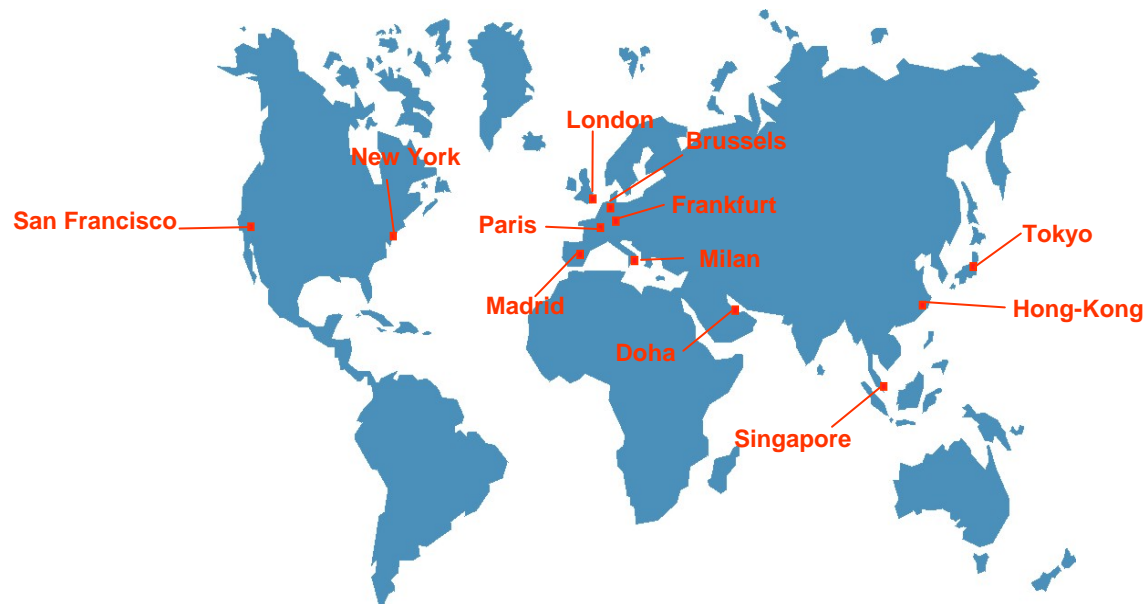 London
Brussels
New York
Frankfurt
San Francisco
Paris
Tokyo
Milan
Madrid
Hong-Kong
Doha
Singapore